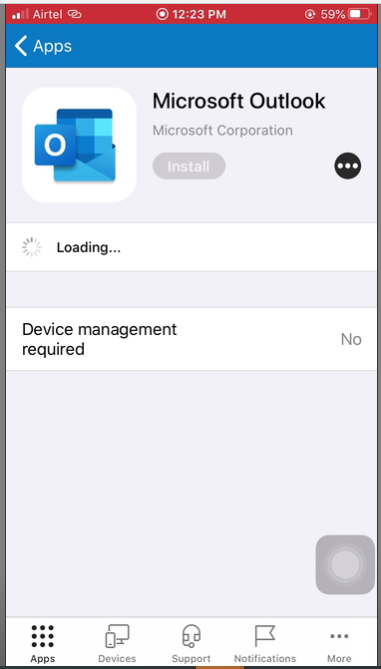 Airtel 12:23 PM 59%
Apps
Microsoft Outlook
Microsoft Corporation
Install
O
Loading...
Device management
required
No
Apps Devices Support Notifications More